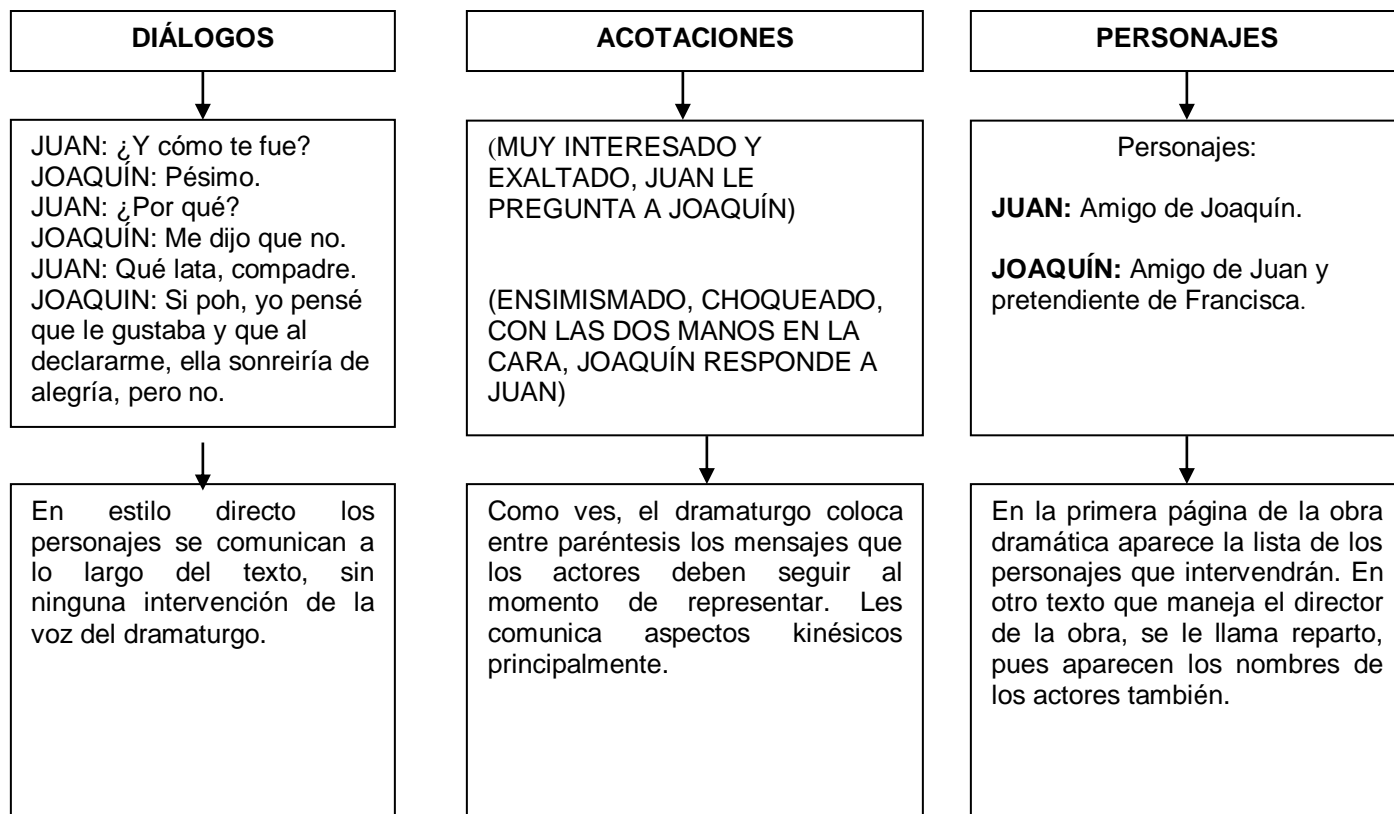 DIÁLOGOS
JUAN: ¿Y cómo te fue?
JOAQUÍN: Pésimo.
JUAN: ¿Por qué?
JOAQUÍN: Me dijo que no.
JUAN: Qué lata, compadre.
JOAQUIN: Si poh, yo pensé
que le gustaba y que al
declararme, ella sonreiría de
alegría, pero no.
En estilo directo los
personajes se comunican a
lo largo del texto, sin
ninguna intervención de la
voz del dramaturgo.
ACOTACIONES
(MUY INTERESADO Y
EXALTADO, JUAN LE
PREGUNTA A JOAQUÍN)
(ENSIMISMADO, CHOQUEADO,
CON LAS DOS MANOS EN LA
CARA, JOAQUÍN RESPONDE A
JUAN)
Como ves, el dramaturgo coloca
entre paréntesis los mensajes que
los actores deben seguir al
momento de representar. Les
comunica aspectos kinésicos
principalmente.
PERSONAJES
Personajes:
JUAN: Amigo de Joaquín.
JOAQUÍN: Amigo de Juan y
pretendiente de Francisca.
En la primera página de la obra
dramática aparece la lista de los
personajes que intervendrán. En
otro texto que maneja el director
de la obra, se le llama reparto,
pues aparecen los nombres de
los actores también.